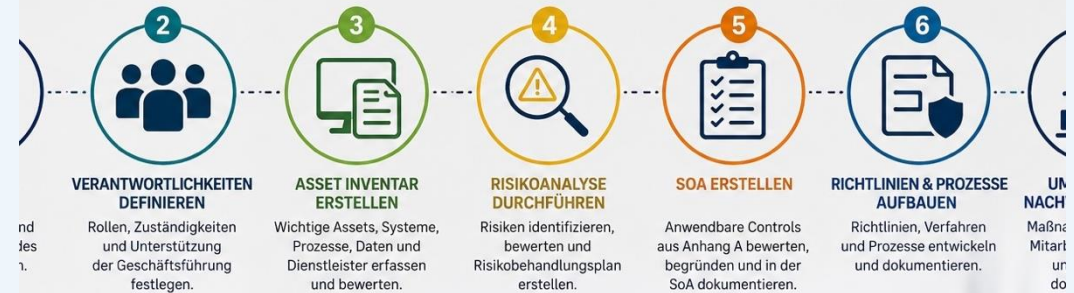 2
VERANTWORTLICHKEITEN
DEFINIEREN
Rollen, Zuständigkeiten
und Unterstützung
der Geschäftsführung
festlegen.
3
ASSET INVENTAR
ERSTELLEN
Wichtige Assets, Systeme,
Prozesse, Daten und
Dienstleister erfassen
und bewerten.
4
RISIKOANALYSE
DURCHFÜHREN
Risiken identifizieren,
bewerten und
Risikobehandlungsplan
erstellen.
5
SOA ERSTELLEN
Anwendbare Controls
aus Anhang A bewerten,
begründen und in der
SoA dokumentieren.
6
RICHTLINIEN & PROZESSE
AUFBAUEN
Richtlinien, Verfahren
und Prozesse entwickeln
und dokumentieren.